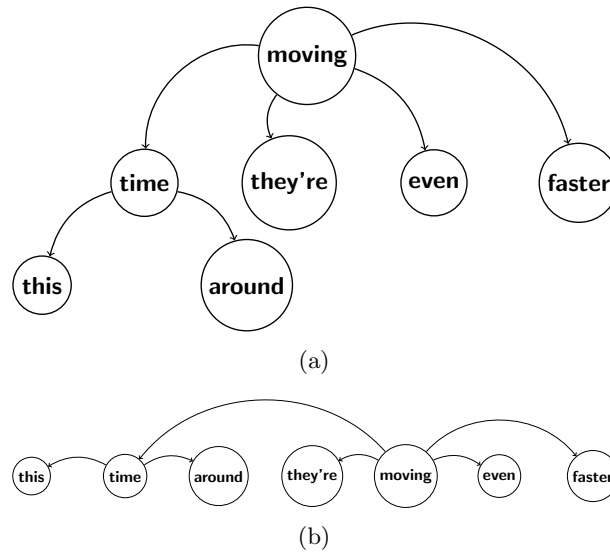 moving
time they're even faster
this around
(a)
this time around they're moving even faster
(b)